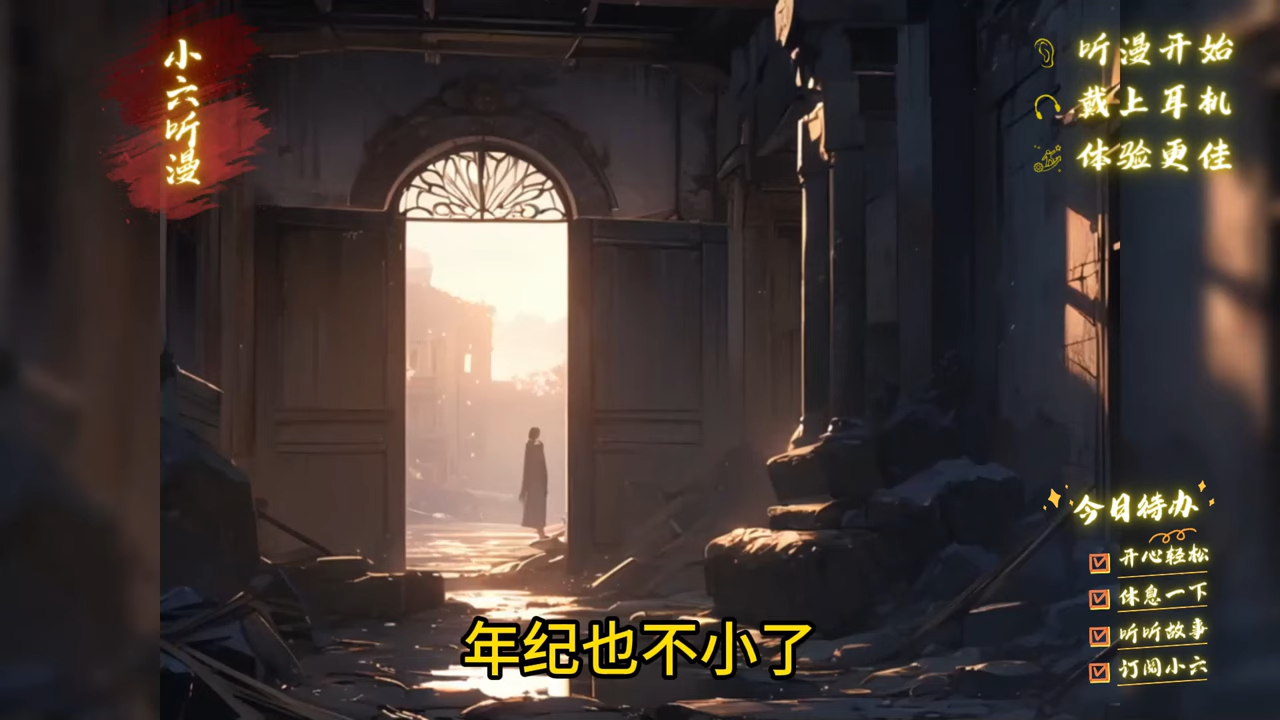 小六听漫
听漫开始
戴上耳机
体验更佳
今日待办
开心轻松
休息一下
听听故事
订阅小六
年纪也不小了